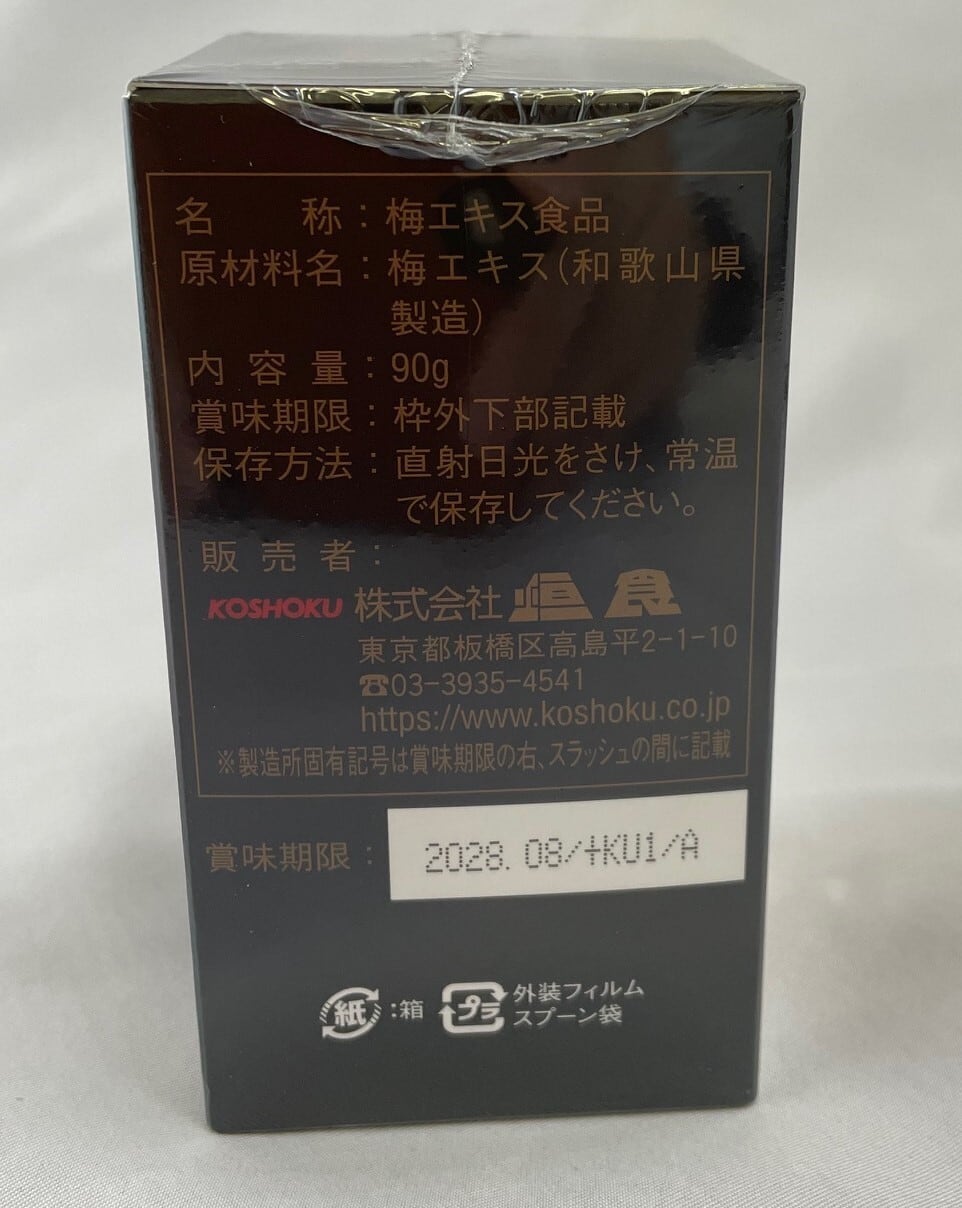 名称：梅エキス食品
原材料名：梅エキス(和歌山県
製造)
内容量：90g
賞味期限：枠外下部記載
保存方法：直射日光をさけ、常温
で保存してください。
販売者：
KOSHOKU 株式会社 恒食
東京都板橋区高島平2-1-10
☎03-3935-4541
https://www.koshoku.co.jp
※製造所固有記号は賞味期限の右、スラッシュの間に記載
賞味期限： 2028.08/+KU1/A
紙:箱 プラ 外装フィルム
スプーン袋